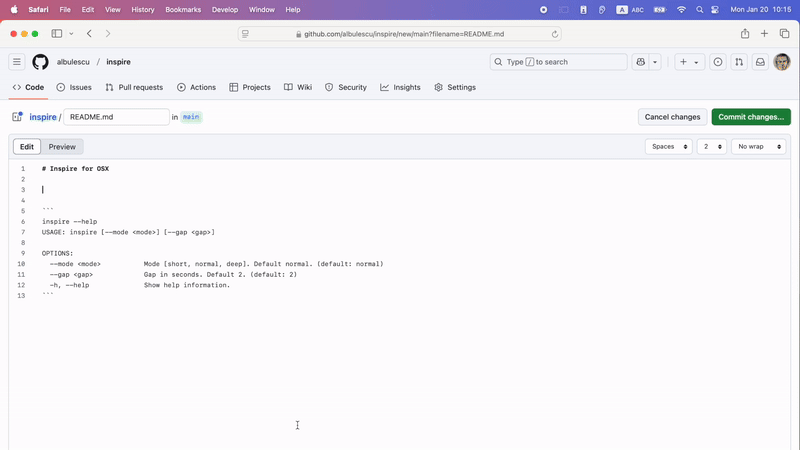 Safari File Edit View History Bookmarks Develop Window Help A ABC Mon Jan 20 10:15
github.com/albulescu/inspire/new/main?filename=README.md
albulescu / inspire Type / to search
Code Issues Pull requests Actions Projects Wiki Security Insights Settings
inspire / README.md in main Cancel changes Commit changes...
Edit Preview Spaces 2 No wrap
1 # Inspire for OSX
2
3
4
5 ```
6 inspire --help
7 USAGE: inspire [--mode <mode>] [--gap <gap>]
8
9 OPTIONS:
10 --mode <mode> Mode [short, normal, deep]. Default normal. (default: normal)
11 --gap <gap> Gap in seconds. Default 2. (default: 2)
12 -h, --help Show help information.
13 ```